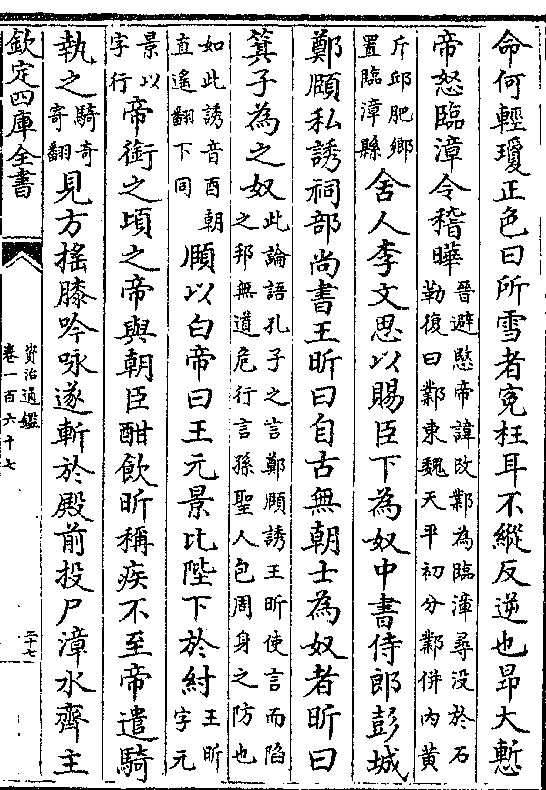 命何輕瓊正色曰所雪者寃枉耳不縱反逆也昻大慙
帝怒臨漳令稽曄晉避愍帝諱改鄴為臨漳尋没於石勒復曰鄴東魏天平初分鄴併内黄
斥邱肥鄉置臨漳縣舍人李文思以賜臣下為奴中書侍郎彭城
鄭頤私誘祠部尚書王昕曰自古無朝士為奴者昕曰
箕子為之奴此論語孔子之言鄭頤誘王昕使言而陷之邦無道危行言孫聖人包周身之防也
如此誘音酉朝直遙翻下同頤以白帝曰王元景比陛下於紂王昕字元
景以字行帝銜之頃之帝與朝臣酣飲昕稱疾不至帝遣騎
執之騎奇寄翻見方搖膝吟咏遂斬於殿前投尸漳水齊主
欽定四庫全書
資治通鑑
卷一百六十七
三十七